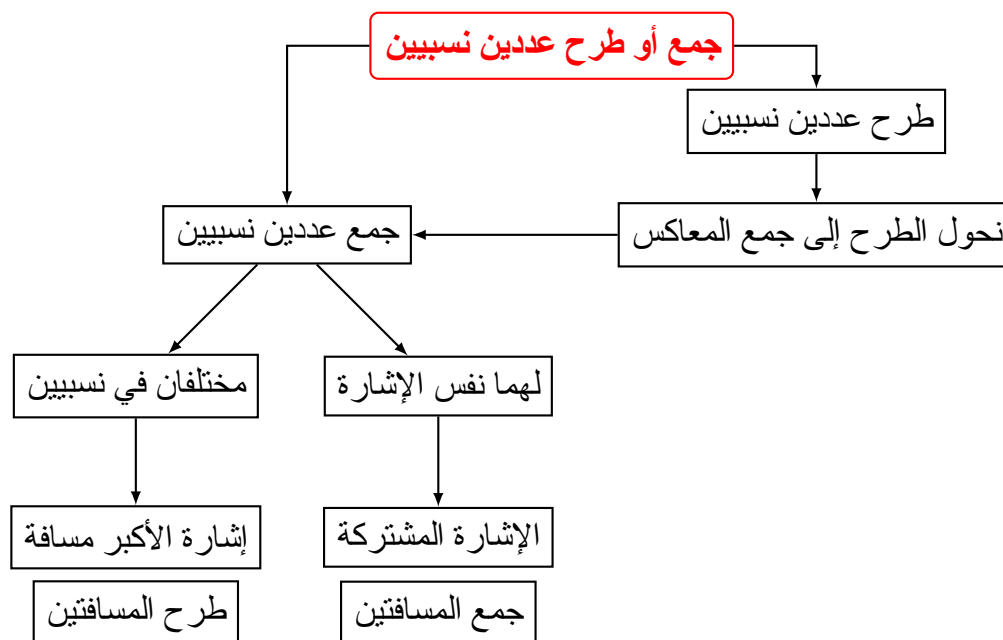 جمع أو طرح عددين نسبيين
طرح عددين نسبيين
نحول الطرح إلى جمع المعاكس
جمع عددين نسبيين
لهما نفس الإشارة
مختلفان في نسبيين
الإشارة المشتركة
إشارة الأكبر مسافة
جمع المسافتين
طرح المسافتين